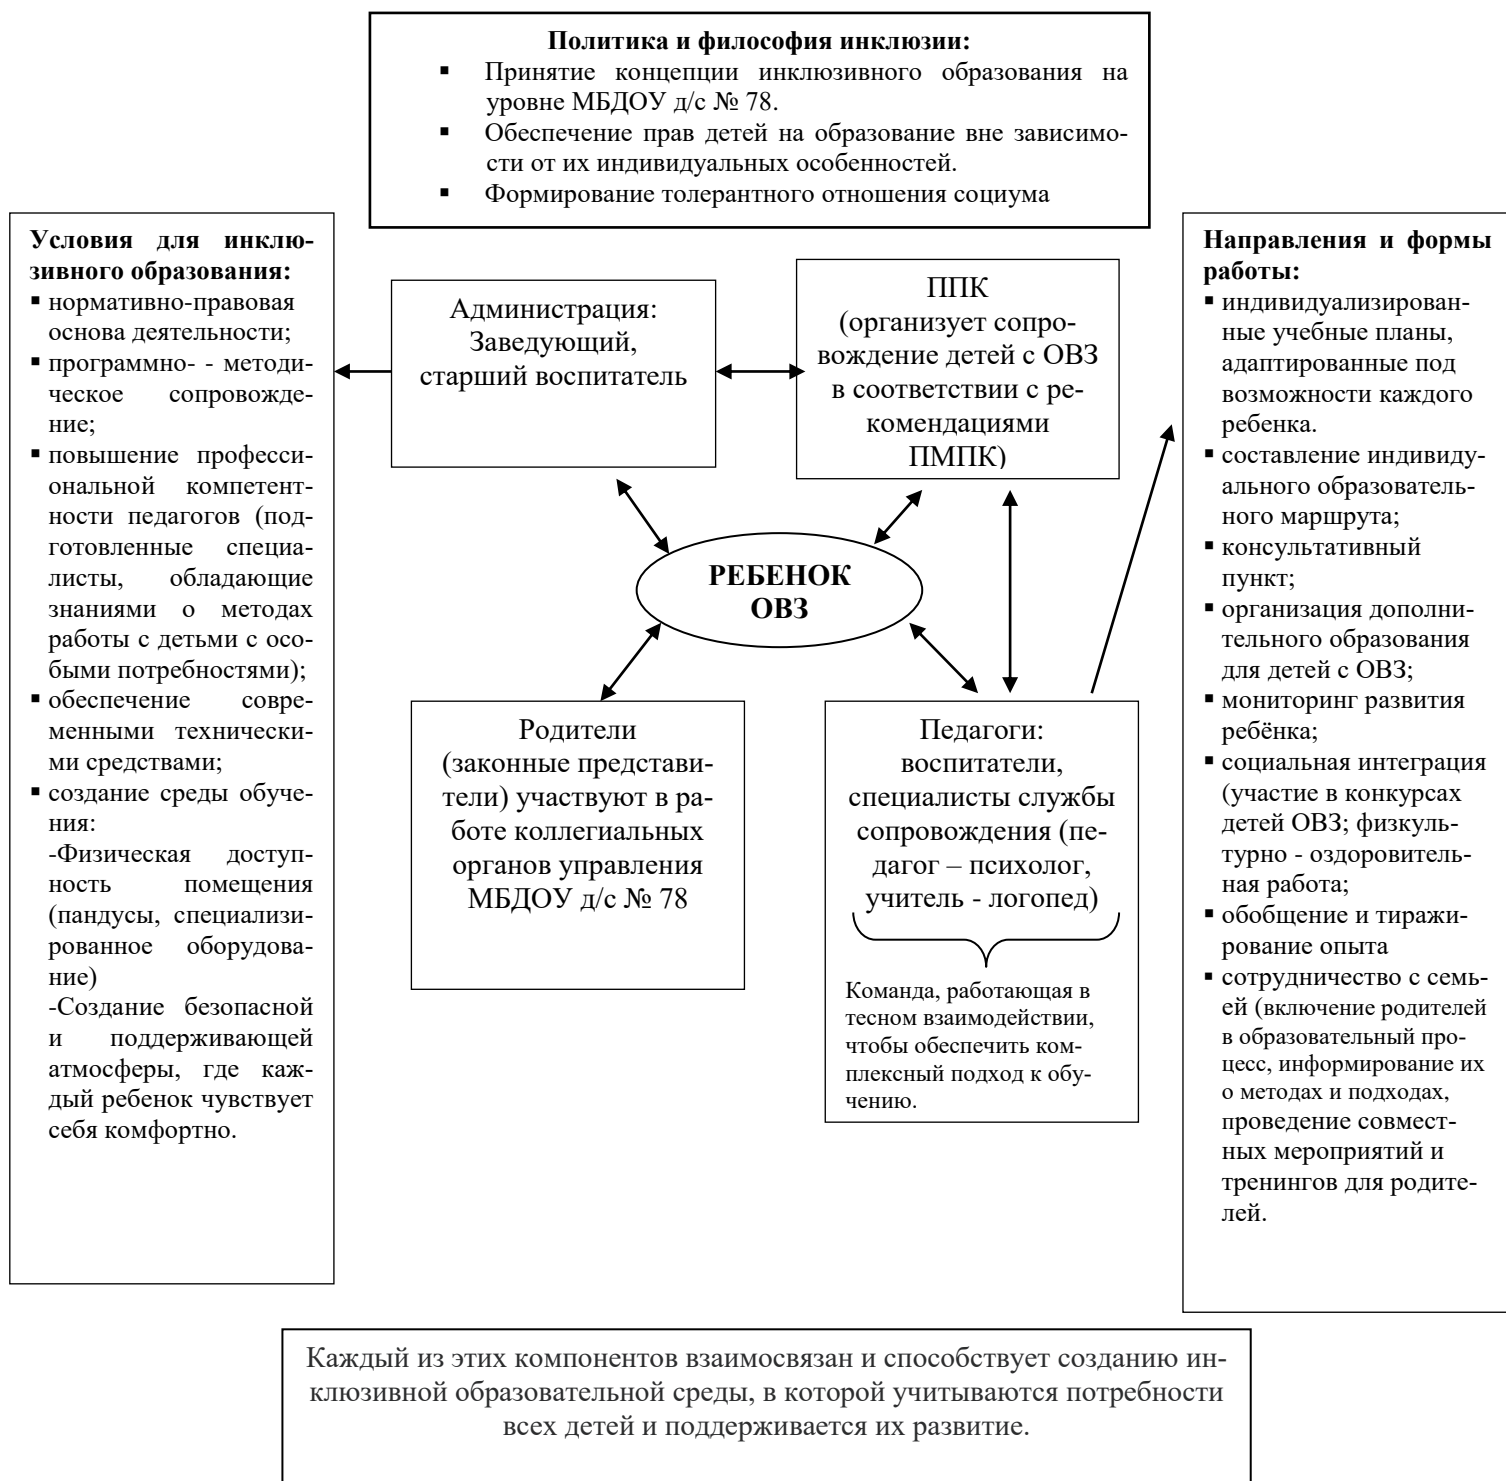 Политика и философия инклюзии:
▪ Принятие концепции инклюзивного образования на
уровне МБДОУ д/с № 78.
▪ Обеспечение прав детей на образование вне зависимо-
сти от их индивидуальных особенностей.
▪ Формирование толерантного отношения социума
Условия для инклю-
зивного образования:
▪ нормативно-правовая
основа деятельности;
▪ программно- - методи-
ческое сопровожде-
ние;
▪ повышение професси-
ональной компетент-
ности педагогов (под-
готовленные специа-
листы, обладающие
знаниями о методах
работы с детьми с осо-
быми потребностями);
▪ обеспечение совре-
менными технически-
ми средствами;
▪ создание среды обуче-
ния:
-Физическая доступ-
ность помещения
(пандусы, специализи-
рованное оборудова-
ние)
-Создание безопасной
и поддерживающей
атмосферы, где каж-
дый ребенок чувствует
себя комфортно.
Администрация:
Заведующий,
старший воспитатель
ППК
(организует сопро-
вождение детей с ОВЗ
в соответствии с ре-
комендациями
ПМПК)
РЕБЕНОК
ОВЗ
Родители
(законные представи-
тели) участвуют в ра-
боте коллегиальных
органов управления
МБДОУ д/с № 78
Педагоги:
воспитатели,
специалисты службы
сопровождения (пе-
дагог – психолог,
учитель - логопед)
Команда, работающая в
тесном взаимодействии,
чтобы обеспечить ком-
плексный подход к обу-
чению.
Направления и формы
работы:
▪ индивидуализирован-
ные учебные планы,
адаптированные под
возможности каждого
ребенка.
▪ составление индивиду-
ального образователь-
ного маршрута;
▪ консультативный
пункт;
▪ организация дополни-
тельного образования
для детей с ОВЗ;
▪ мониторинг развития
ребёнка;
▪ социальная интеграция
(участие в конкурсах
детей ОВЗ; физкуль-
турно - оздоровитель-
ная работа;
▪ обобщение и тиражи-
рование опыта
▪ сотрудничество с семь-
ей (включение родителей
в образовательный про-
цесс, информирование их
о методах и подходах,
проведение совмест-
ных мероприятий и
тренингов для родите-
лей.
Каждый из этих компонентов взаимосвязан и способствует созданию ин-
клюзивной образовательной среды, в которой учитываются потребности
всех детей и поддерживается их развитие.